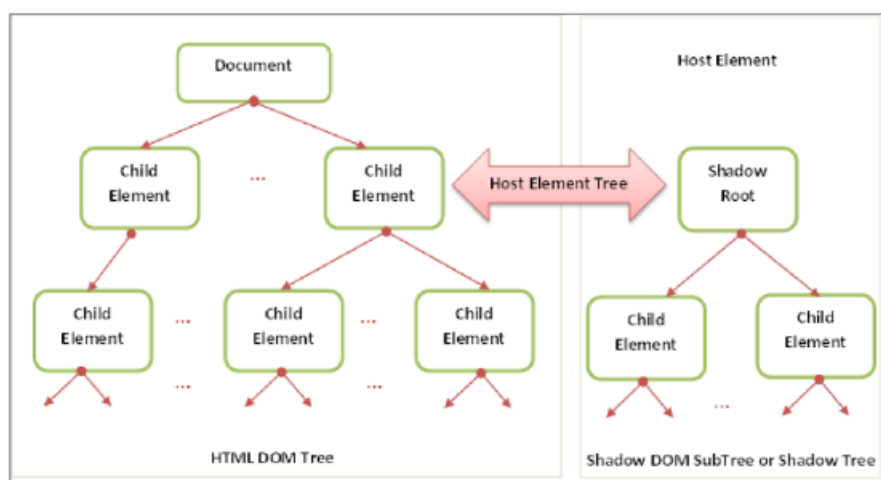 Document
Host Element
Child
Element
...
Child
Element
Host Element Tree
Shadow
Root
Child
Element
...
Child
Element
...
Child
Element
Child
Element
Child
Element
...
...
...
HTML DOM Tree
Shadow DOM SubTree or Shadow Tree